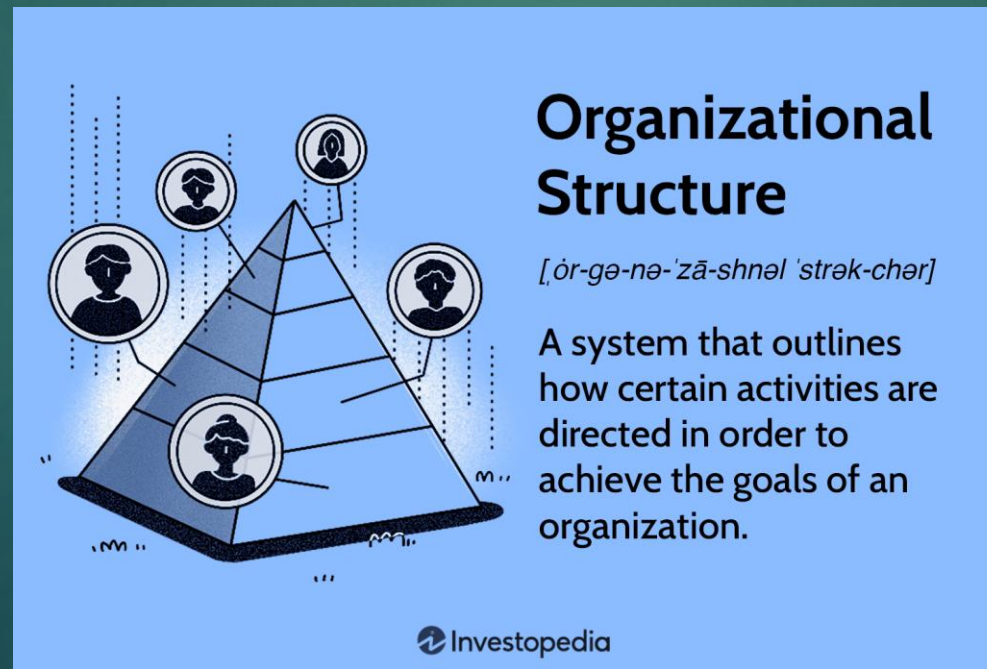 Organizational
Structure
[ˌȯr-gə-nə-ˈzā-shnəl ˈstrək-chər]
A system that outlines
how certain activities are
directed in order to
achieve the goals of an
organization.
Investopedia